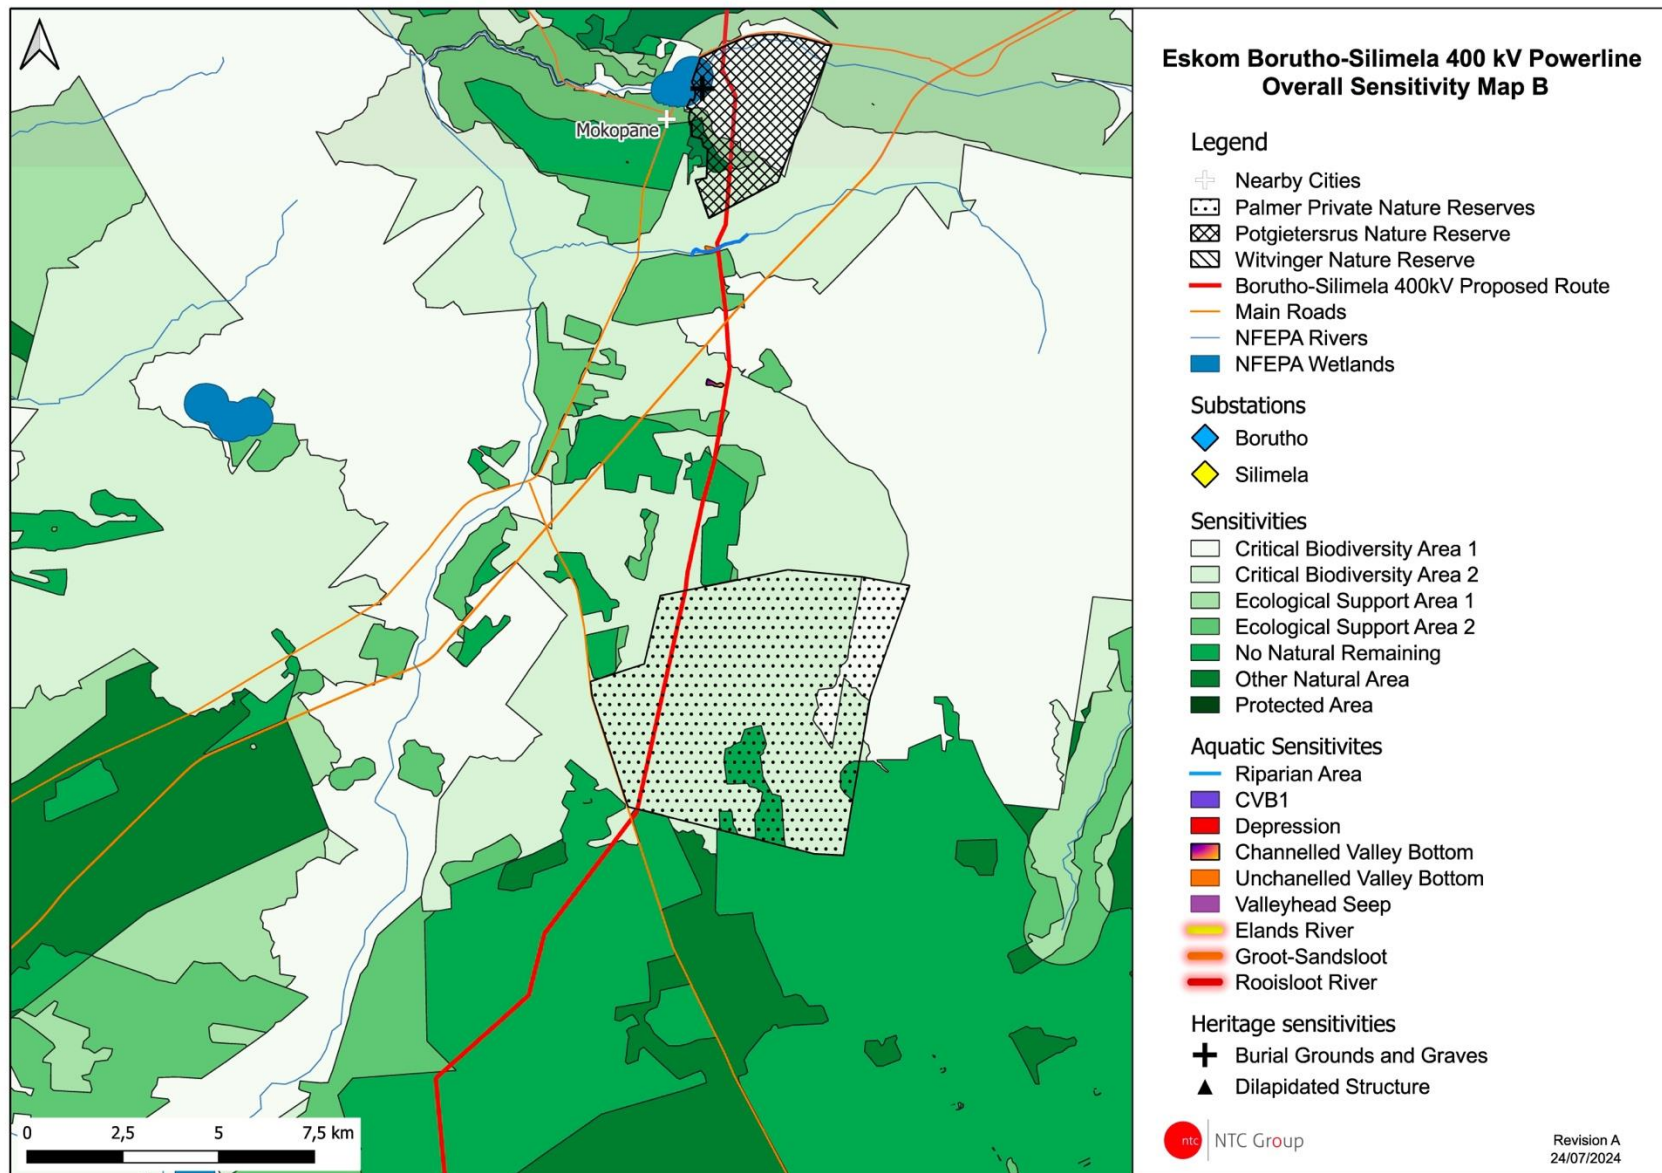 Eskom Borutho-Silimela 400 kV Powerline
Overall Sensitivity Map B
Legend
Nearby Cities
Palmer Private Nature Reserves
Potgietersrus Nature Reserve
Witvinger Nature Reserve
Borutho-Silimela 400kV Proposed Route
Main Roads
NFEPA Rivers
NFEPA Wetlands
Substations
Borutho
Silimela
Sensitivities
Critical Biodiversity Area 1
Critical Biodiversity Area 2
Ecological Support Area 1
Ecological Support Area 2
No Natural Remaining
Other Natural Area
Protected Area
Aquatic Sensitivites
Riparian Area
CVB1
Depression
Channelled Valley Bottom
Unchanelled Valley Bottom
Valleyhead Seep
Elands River
Groot-Sandsloot
Rooisloot River
Heritage sensitivities
Burial Grounds and Graves
Dilapidated Structure
ntc NTC Group
Revision A
24/07/2024
Mokopane
0 2,5 5 7,5 km